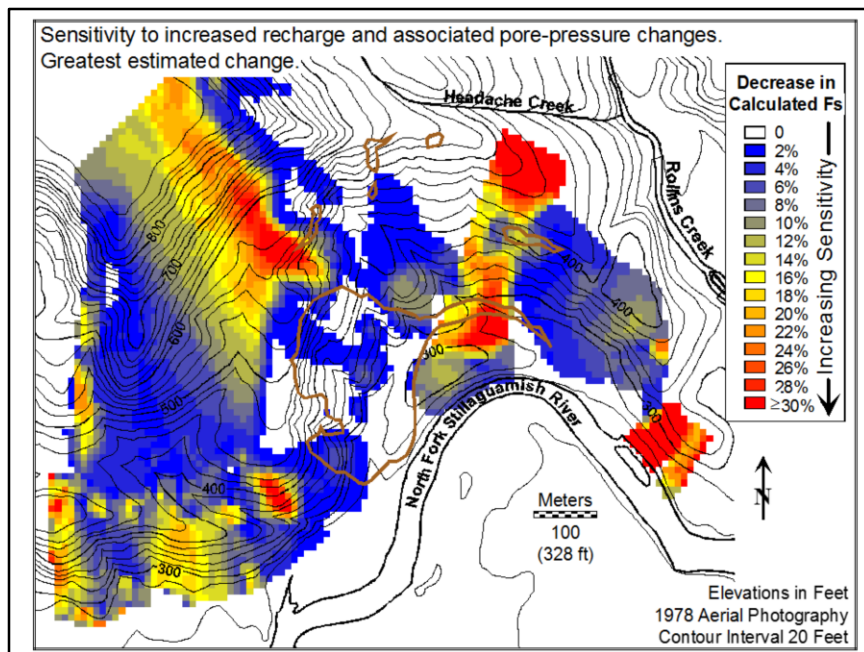 Sensitivity to increased recharge and associated pore-pressure changes.
Greatest estimated change.
Headache Creek
Rollins Creek
Decrease in
Calculated Fs
0
2%
4%
6%
8%
10%
12%
14%
16%
18%
20%
22%
24%
26%
28%
≥30%
Increasing Sensitivity
800
700
600
500
400
300
400
400
300
300
North Fork Stillaguamish River
Meters
100
(328 ft)
N
Elevations in Feet
1978 Aerial Photography
Contour Interval 20 Feet